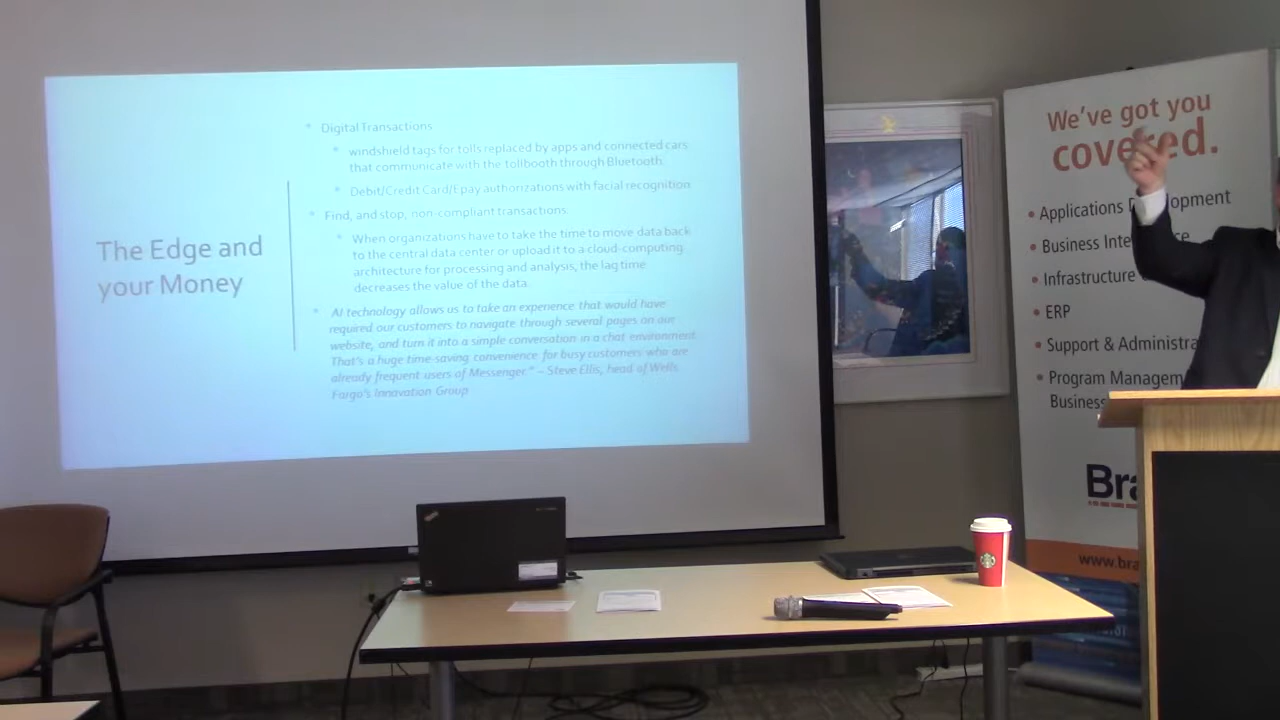 The Edge and
your Money
Digital Transactions
windshield tags for tolls replaced by apps and connected cars
that communicate with the tollbooth through Bluetooth.
Debit/Credit Card/E pay authorizations with facial recognition
Find, and stop, non-compliant transactions.
When organizations have to take the time to move data back
to the central data center or upload it to a cloud-computing
architecture for processing and analysis, the lag time
decreases the value of the data.
AI technology allows us to take an experience that would have
required our customers to navigate through several pages on our
website, and turn it into a simple conversation in a chat environment.
That's a huge time-saving convenience for busy customers who are
already frequent users of Messenger." – Steve Ellis, head of Wells
Fargo's Innovation Group
We've got you
covered.
Applications
Business
Infrastructure
ERP
Support &
Program
Business